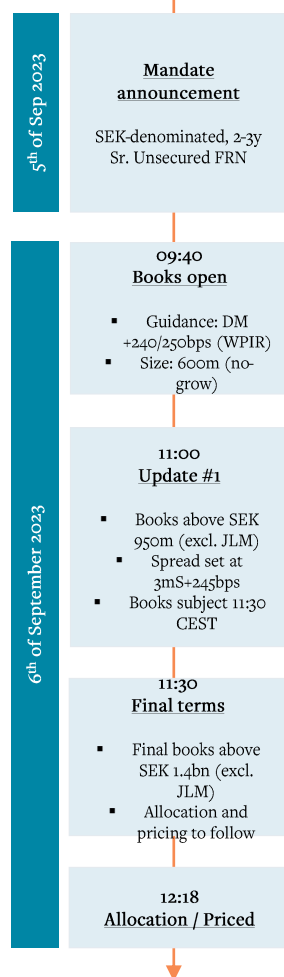 5th of Sep 2023
Mandate
announcement
SEK-denominated, 2-3y
Sr. Unsecured FRN
6th of September 2023
09:40
Books open
▪ Guidance: DM
+240/250bps (WPIR)
▪ Size: 600m (no-
grow)
11:00
Update #1
▪ Books above SEK
950m (excl. JLM)
▪ Spread set at
3mS+245bps
▪ Books subject 11:30
CEST
11:30
Final terms
▪ Final books above
SEK 1.4bn (excl.
JLM)
▪ Allocation and
pricing to follow
12:18
Allocation / Priced